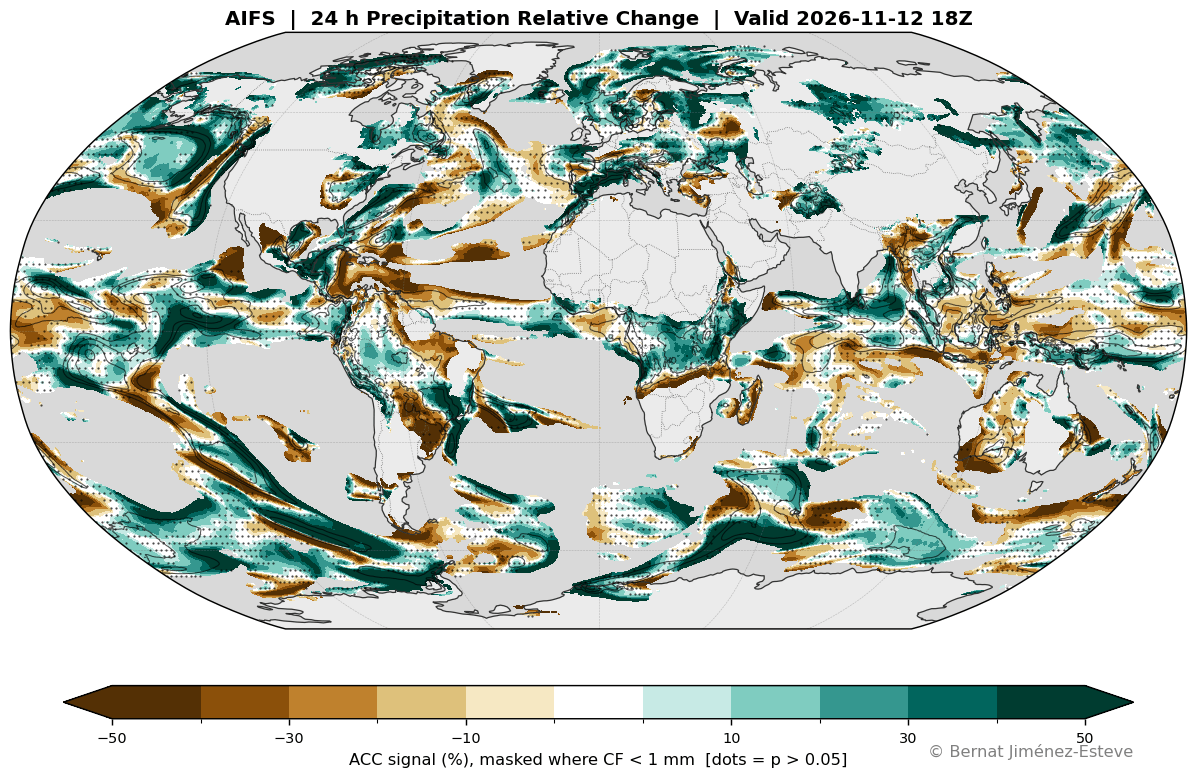 AIFS | 24 h Precipitation Relative Change | Valid 2026-11-12 18Z
−50 −30 −10 10 30 50
© Bernat Jiménez-Esteve
ACC signal (%), masked where CF < 1 mm [dots = p > 0.05]